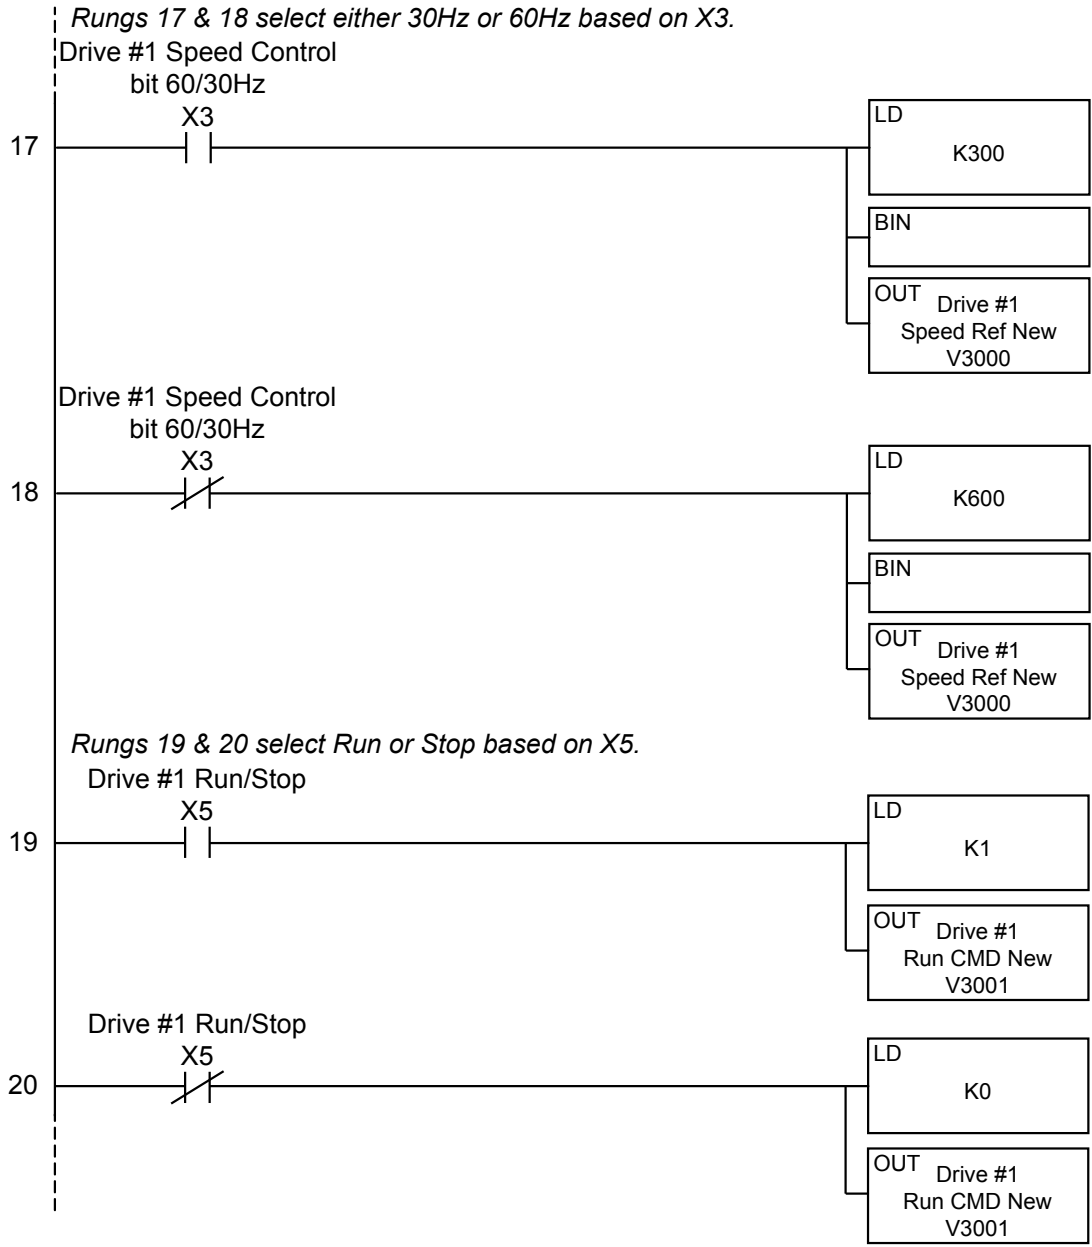 Rungs 17 & 18 select either 30Hz or 60Hz based on X3.
Drive #1 Speed Control
bit 60/30Hz
X3
17
LD
K300
BIN
OUT
Drive #1
Speed Ref New
V3000
Drive #1 Speed Control
bit 60/30Hz
X3
18
LD
K600
BIN
OUT
Drive #1
Speed Ref New
V3000
Rungs 19 & 20 select Run or Stop based on X5.
Drive #1 Run/Stop
X5
19
LD
K1
OUT
Drive #1
Run CMD New
V3001
Drive #1 Run/Stop
X5
20
LD
K0
OUT
Drive #1
Run CMD New
V3001